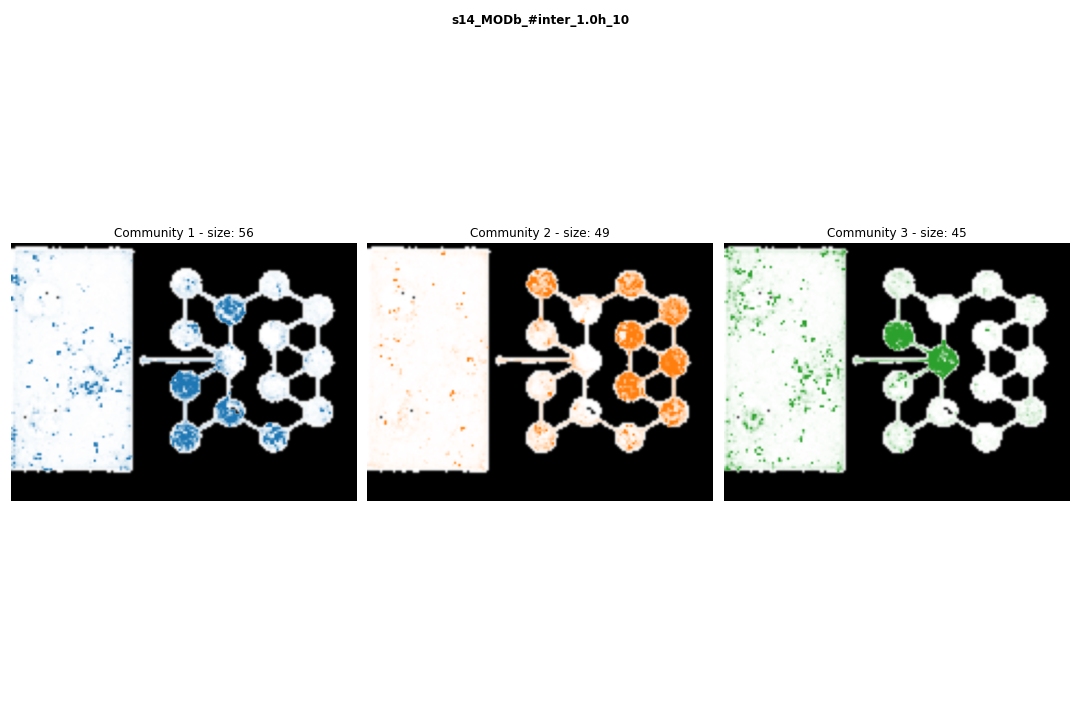 s14_MODb_#inter_1.0h_10
Community 1 - size: 56
Community 2 - size: 49
Community 3 - size: 45